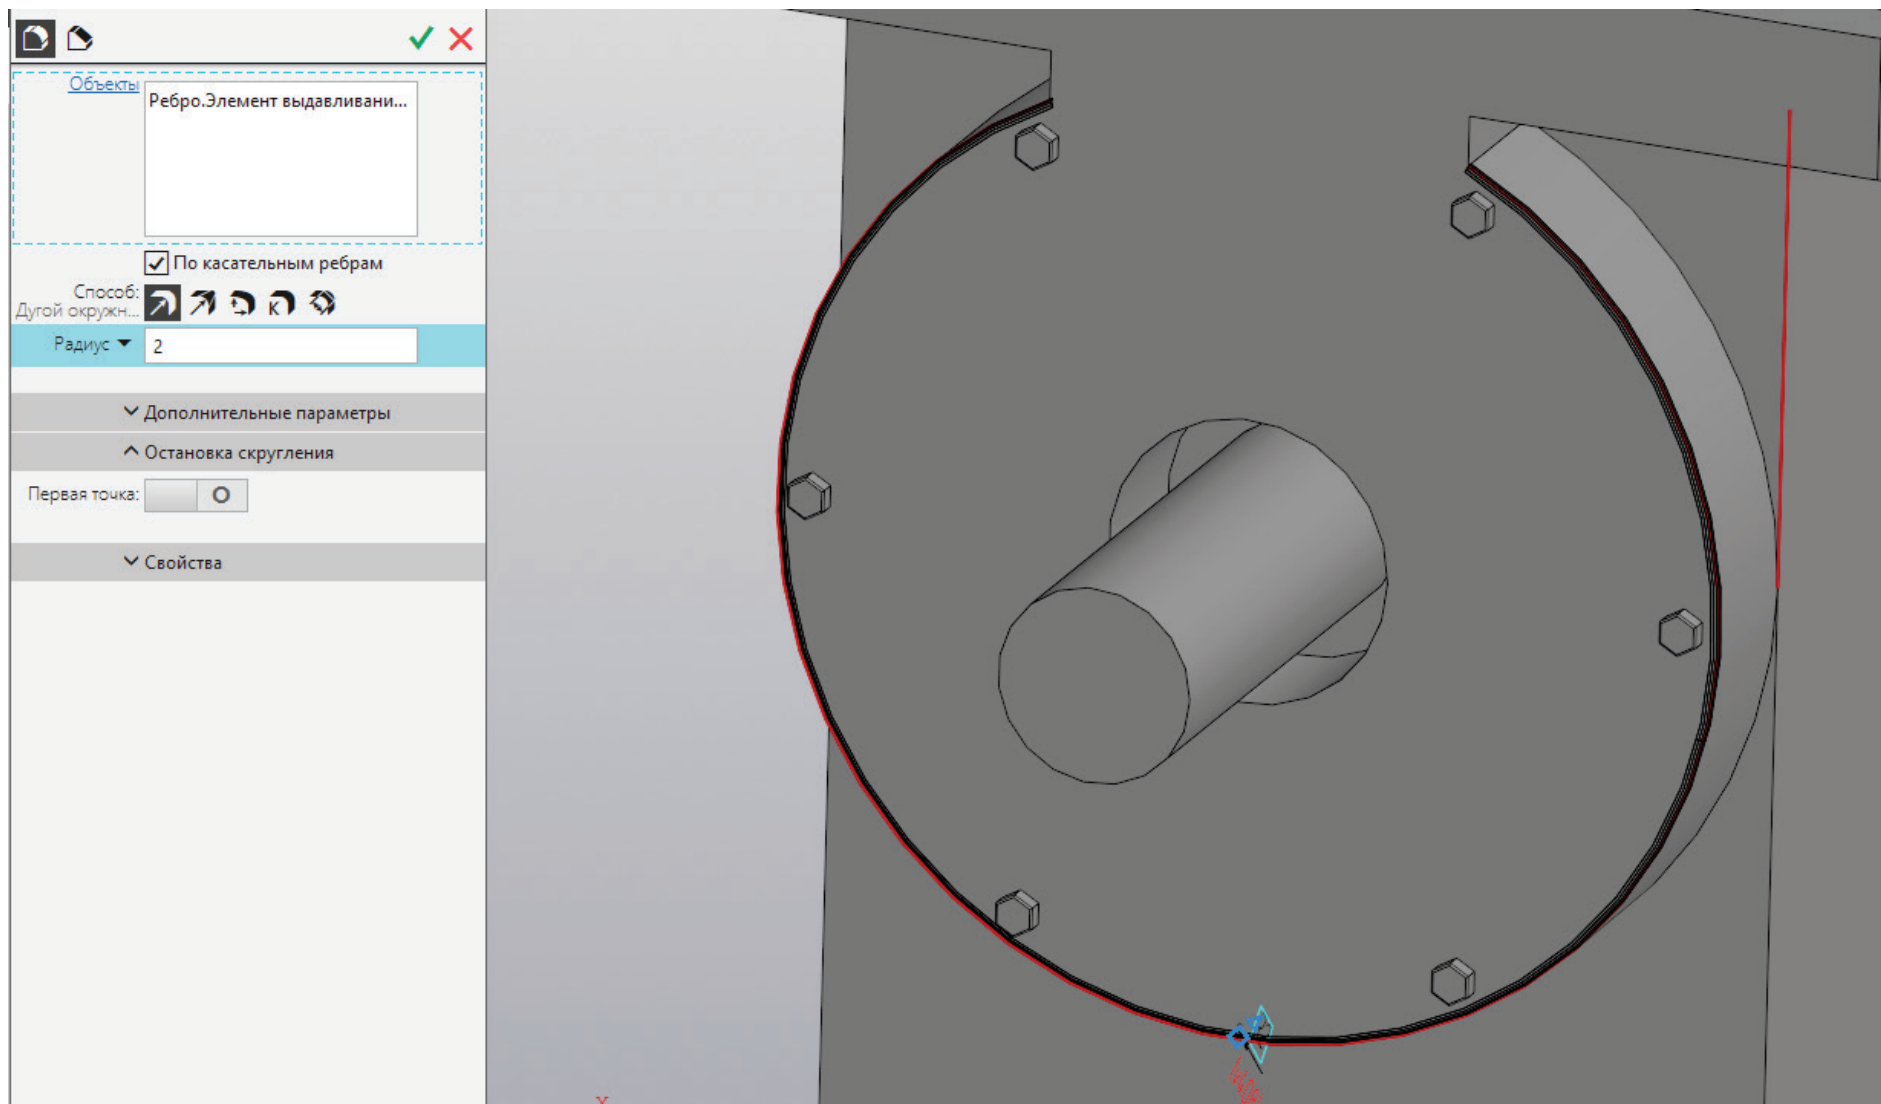 Объекты
Ребро.Элемент выдавливани...
По касательным ребрам
Способ:
Дугой окружн...
Радиус
2
Дополнительные параметры
Остановка скругления
Первая точка:
Свойства
X